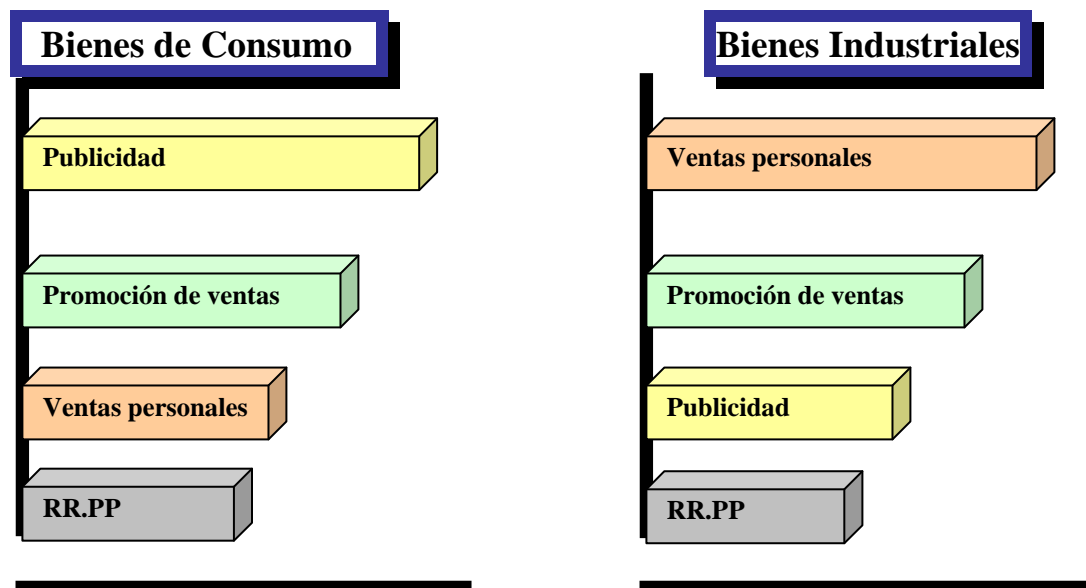 Bienes de Consumo
Publicidad
Promoción de ventas
Ventas personales
RR.PP
Bienes Industriales
Ventas personales
Promoción de ventas
Publicidad
RR.PP